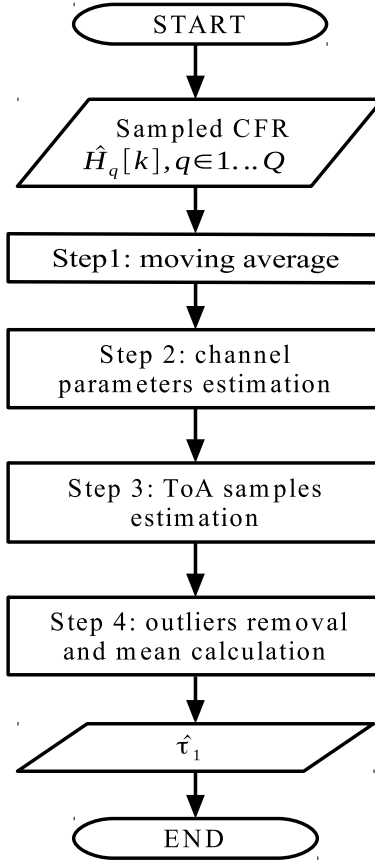 START
Sampled CFR
Ĥ_q[k], q∈1...Q
Step1: moving average
Step 2: channel
parameters estimation
Step 3: ToA samples
estimation
Step 4: outliers removal
and mean calculation
τ̂_1
END